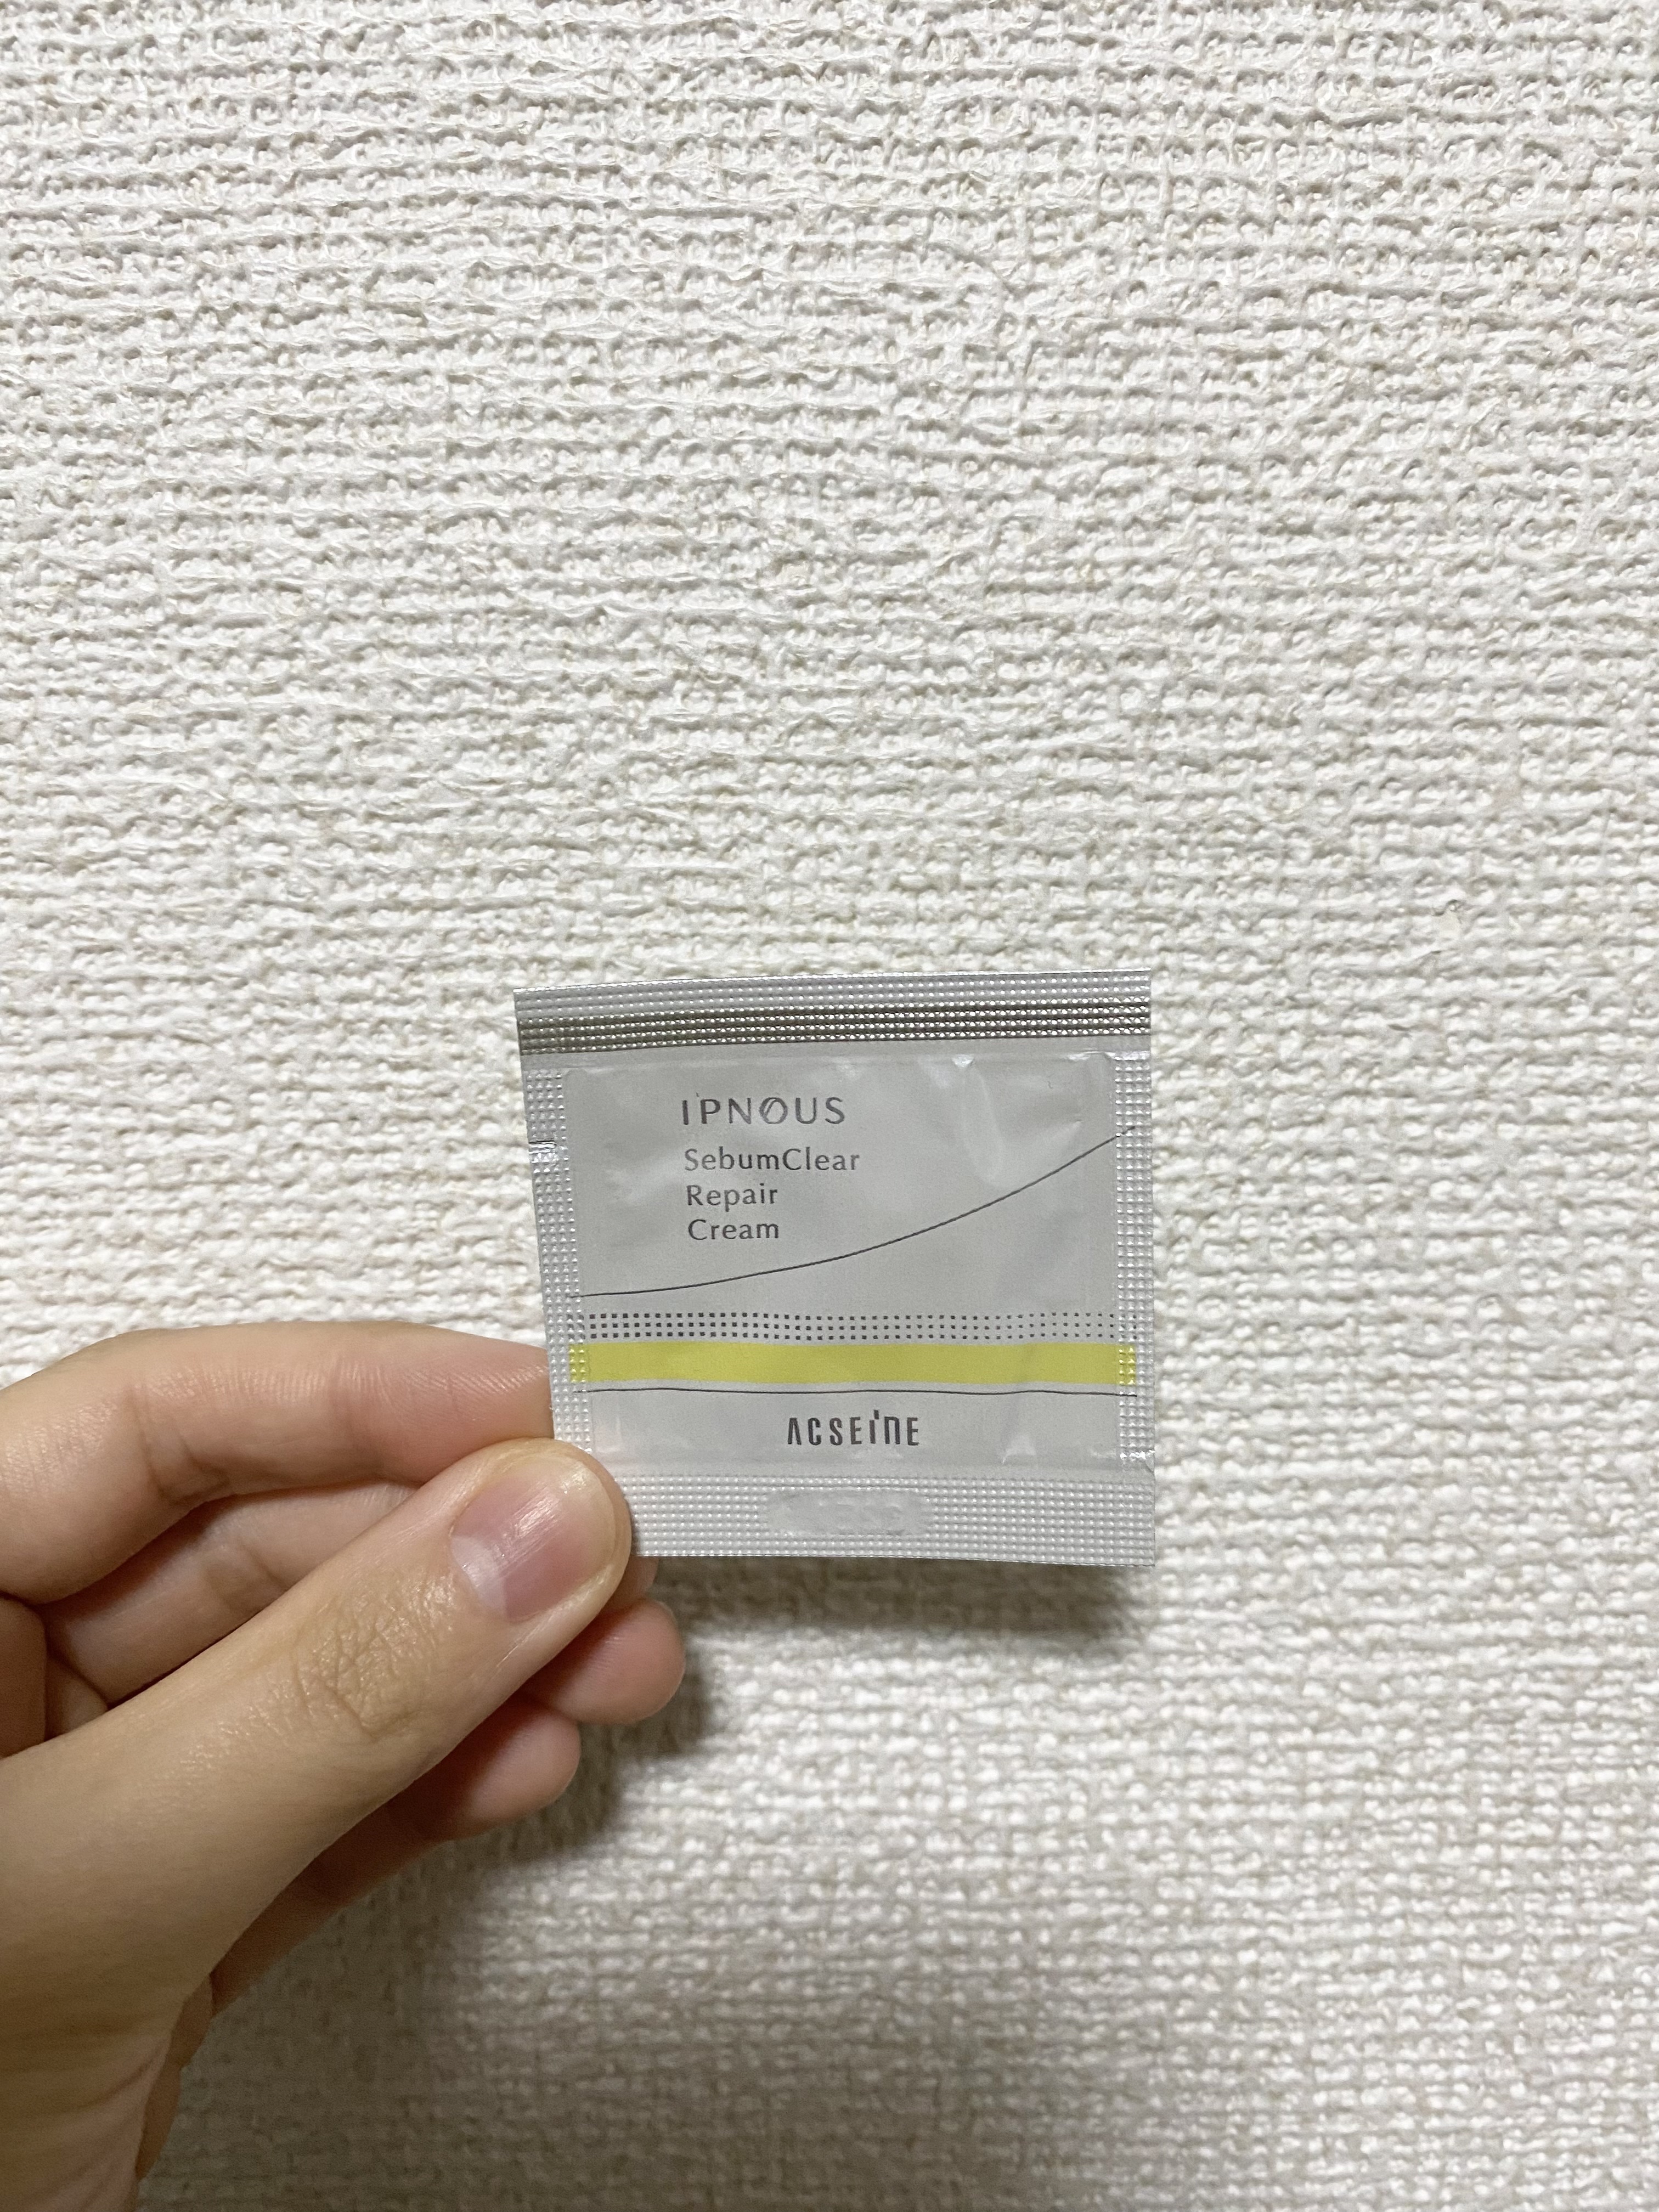 IPNOUS
SebumClear
Repair
Cream
ACSEINE